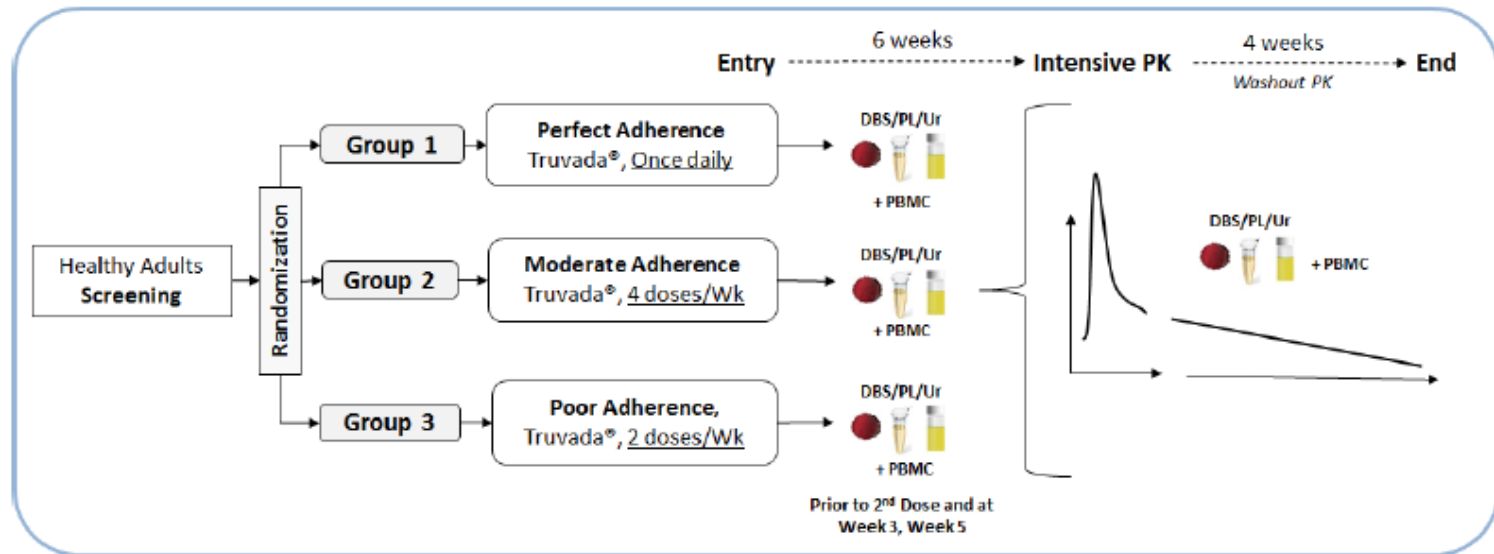 6 weeks
4 weeks
Entry
Intensive PK
End
Washout PK
Healthy Adults
Screening
Randomization
Group 1
Perfect Adherence
Truvada®, Once daily
DBS/PL/Ur
+ PBMC
Group 2
Moderate Adherence
Truvada®, 4 doses/Wk
DBS/PL/Ur
+ PBMC
Group 3
Poor Adherence,
Truvada®, 2 doses/Wk
DBS/PL/Ur
+ PBMC
Prior to 2nd Dose and at
Week 3, Week 5
DBS/PL/Ur
+ PBMC